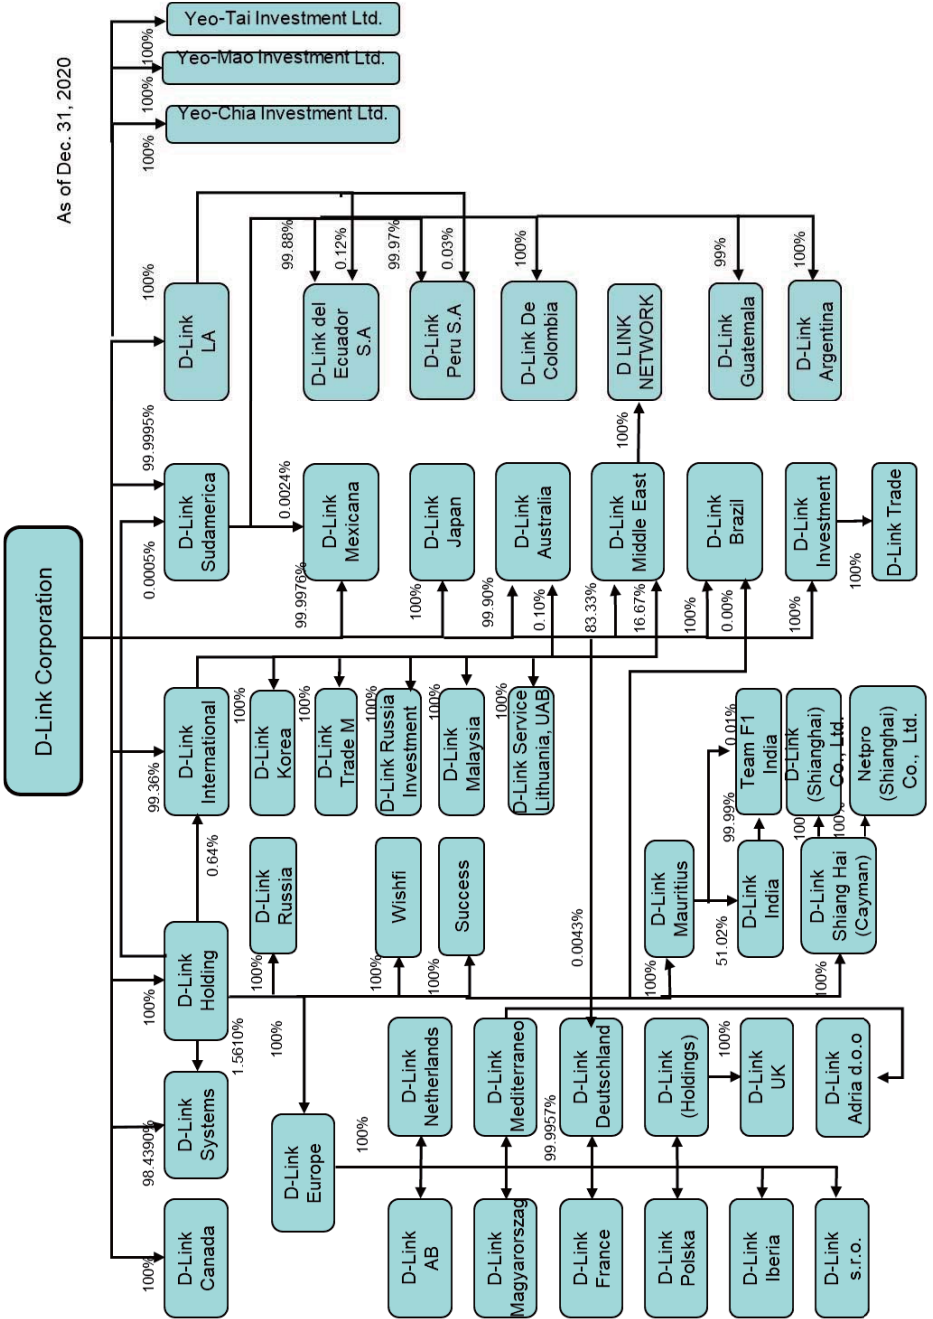 D-Link Corporation
As of Dec. 31, 2020
100%
D-Link
Canada
98.4390%
D-Link
Systems
1.5610%
100%
D-Link
Holding
0.64%
99.36%
D-Link
International
0.0005%
99.9995%
D-Link
Sudamerica
100%
D-Link
LA
100%
Yeo-Chia Investment Ltd.
100%
Yeo-Mao Investment Ltd.
100%
Yeo-Tai Investment Ltd.
100%
D-Link
Europe
100%
100%
D-Link
Russia
100%
D-Link
Korea
100%
D-Link
Trade M
100%
D-Link Russia
Investment
100%
D-Link
Malaysia
100%
D-Link Service
Lithuania, UAB
99.9976%
0.0024%
D-Link
Mexicana
99.88%
0.12%
D-Link del
Ecuador
S.A
100%
D-Link
Japan
99.97%
0.03%
D-Link
Peru S.A
99.90%
0.10%
D-Link
Australia
100%
D-Link De
Colombia
83.33%
16.67%
D-Link
Middle East
100%
D LINK
NETWORK
100%
0.00%
D-Link
Brazil
99%
D-Link
Guatemala
100%
D-Link
Investment
100%
D-Link
Argentina
100%
D-Link Trade
100%
Wishfi
100%
Success
0.0043%
100%
D-Link
Mauritius
51.02%
D-Link
India
99.99%
0.01%
Team F1
India
100%
D-Link
Shiang Hai
(Cayman)
100
D-Link
(Shianghai)
Co., Ltd.
100%
Netpro
(Shianghai)
Co., Ltd.
D-Link
AB
D-Link
Netherlands
D-Link
Magyarorszag
D-Link
Mediterraneo
99.9957%
D-Link
France
D-Link
Deutschland
D-Link
Polska
D-Link
(Holdings)
100%
D-Link
Iberia
D-Link
UK
D-Link
s.r.o.
D-Link
Adria d.o.o